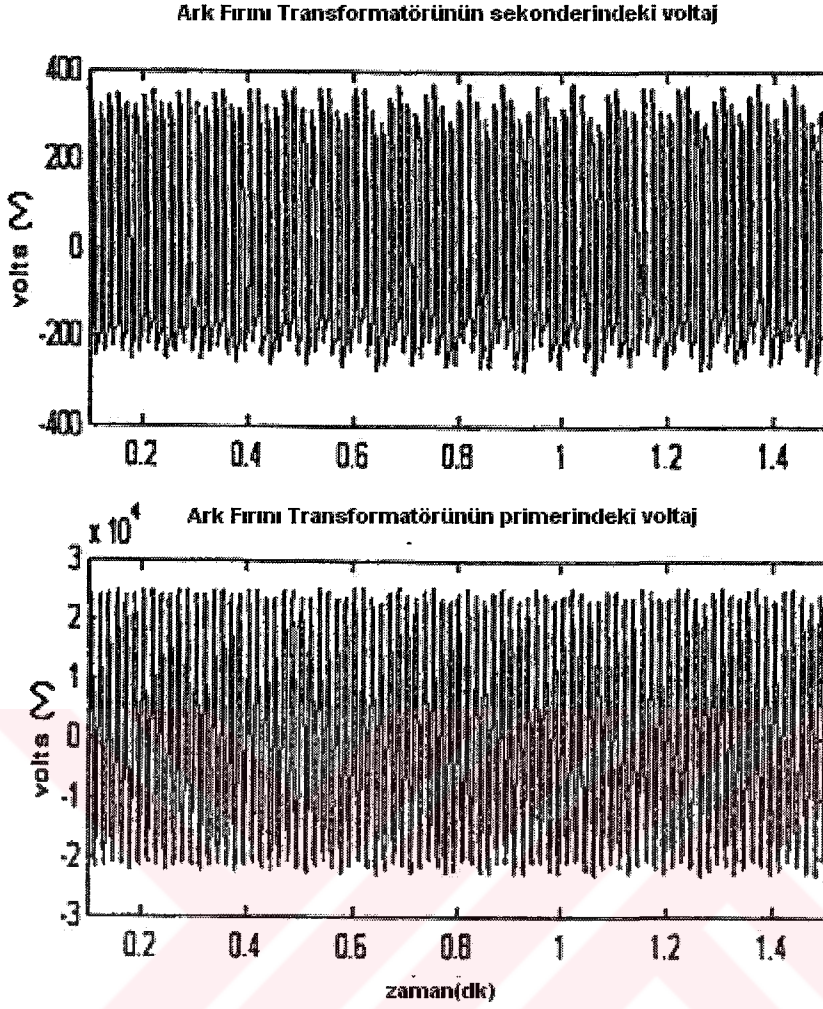 Ark Fırını Transformatörünün sekonderindeki voltaj
400
200
0
-200
-400
volts (V)
0.2 0.4 0.6 0.8 1 1.2 1.4
Ark Fırını Transformatörünün primerindeki voltaj
x 10^4
3
2
1
0
-1
-2
-3
volts (V)
0.2 0.4 0.6 0.8 1 1.2 1.4
zaman(dk)